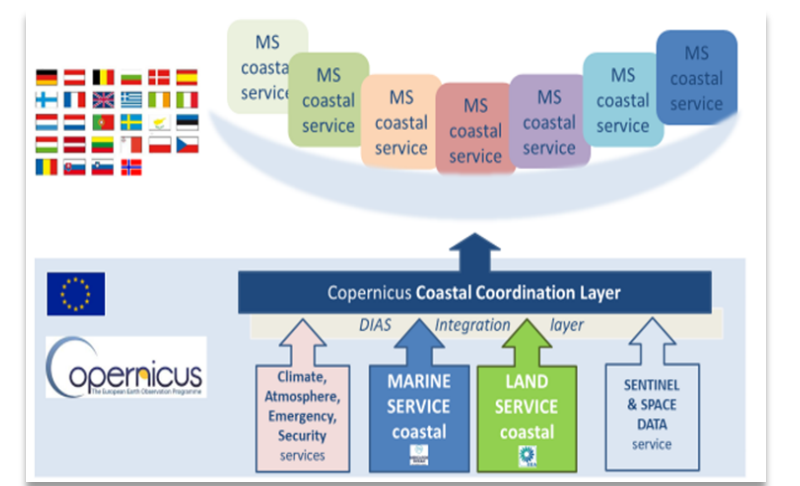 MS
coastal
service
MS
coastal
service
MS
coastal
service
MS
coastal
service
MS
coastal
service
MS
coastal
service
MS
coastal
service
Copernicus Coastal Coordination Layer
DIAS Integration layer
opernicus
The European Earth Observation Programme
Climate,
Atmosphere,
Emergency,
Security
services
MARINE
SERVICE
coastal
LAND
SERVICE
coastal
SENTINEL
& SPACE
DATA
service